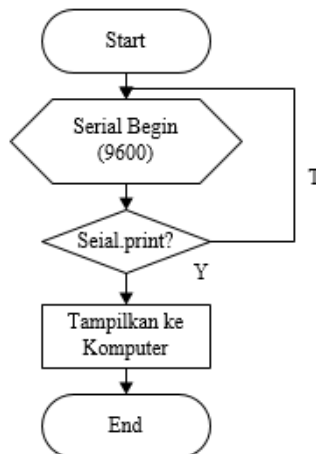 Start
Serial Begin
(9600)
T
Seial.print?
Y
Tampilkan ke
Komputer
End